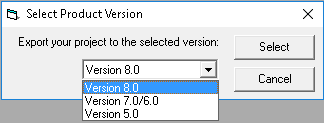 Select Product Version
Export your project to the selected version:
Select
Version 8.0
Cancel
Version 8.0
Version 7.0/6.0
Version 5.0